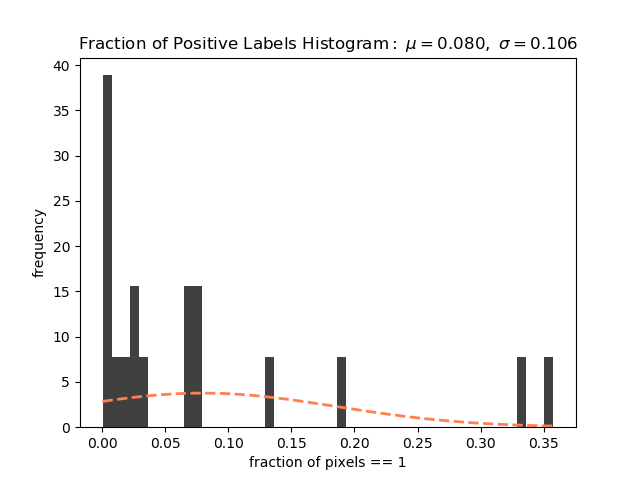 Fraction of Positive Labels Histogram: μ = 0.080, σ = 0.106
40
35
30
25
20
15
10
5
0
frequency
0.00 0.05 0.10 0.15 0.20 0.25 0.30 0.35
fraction of pixels == 1